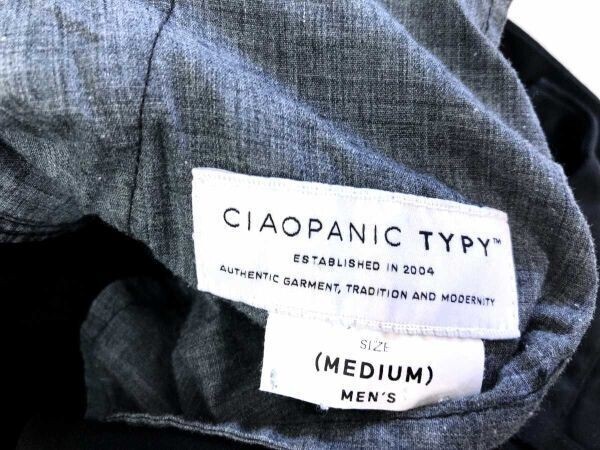 CIAOPANIC TYPY™
ESTABLISHED IN 2004
AUTHENTIC GARMENT, TRADITION AND MODERNITY
SIZE
(MEDIUM)
MEN'S